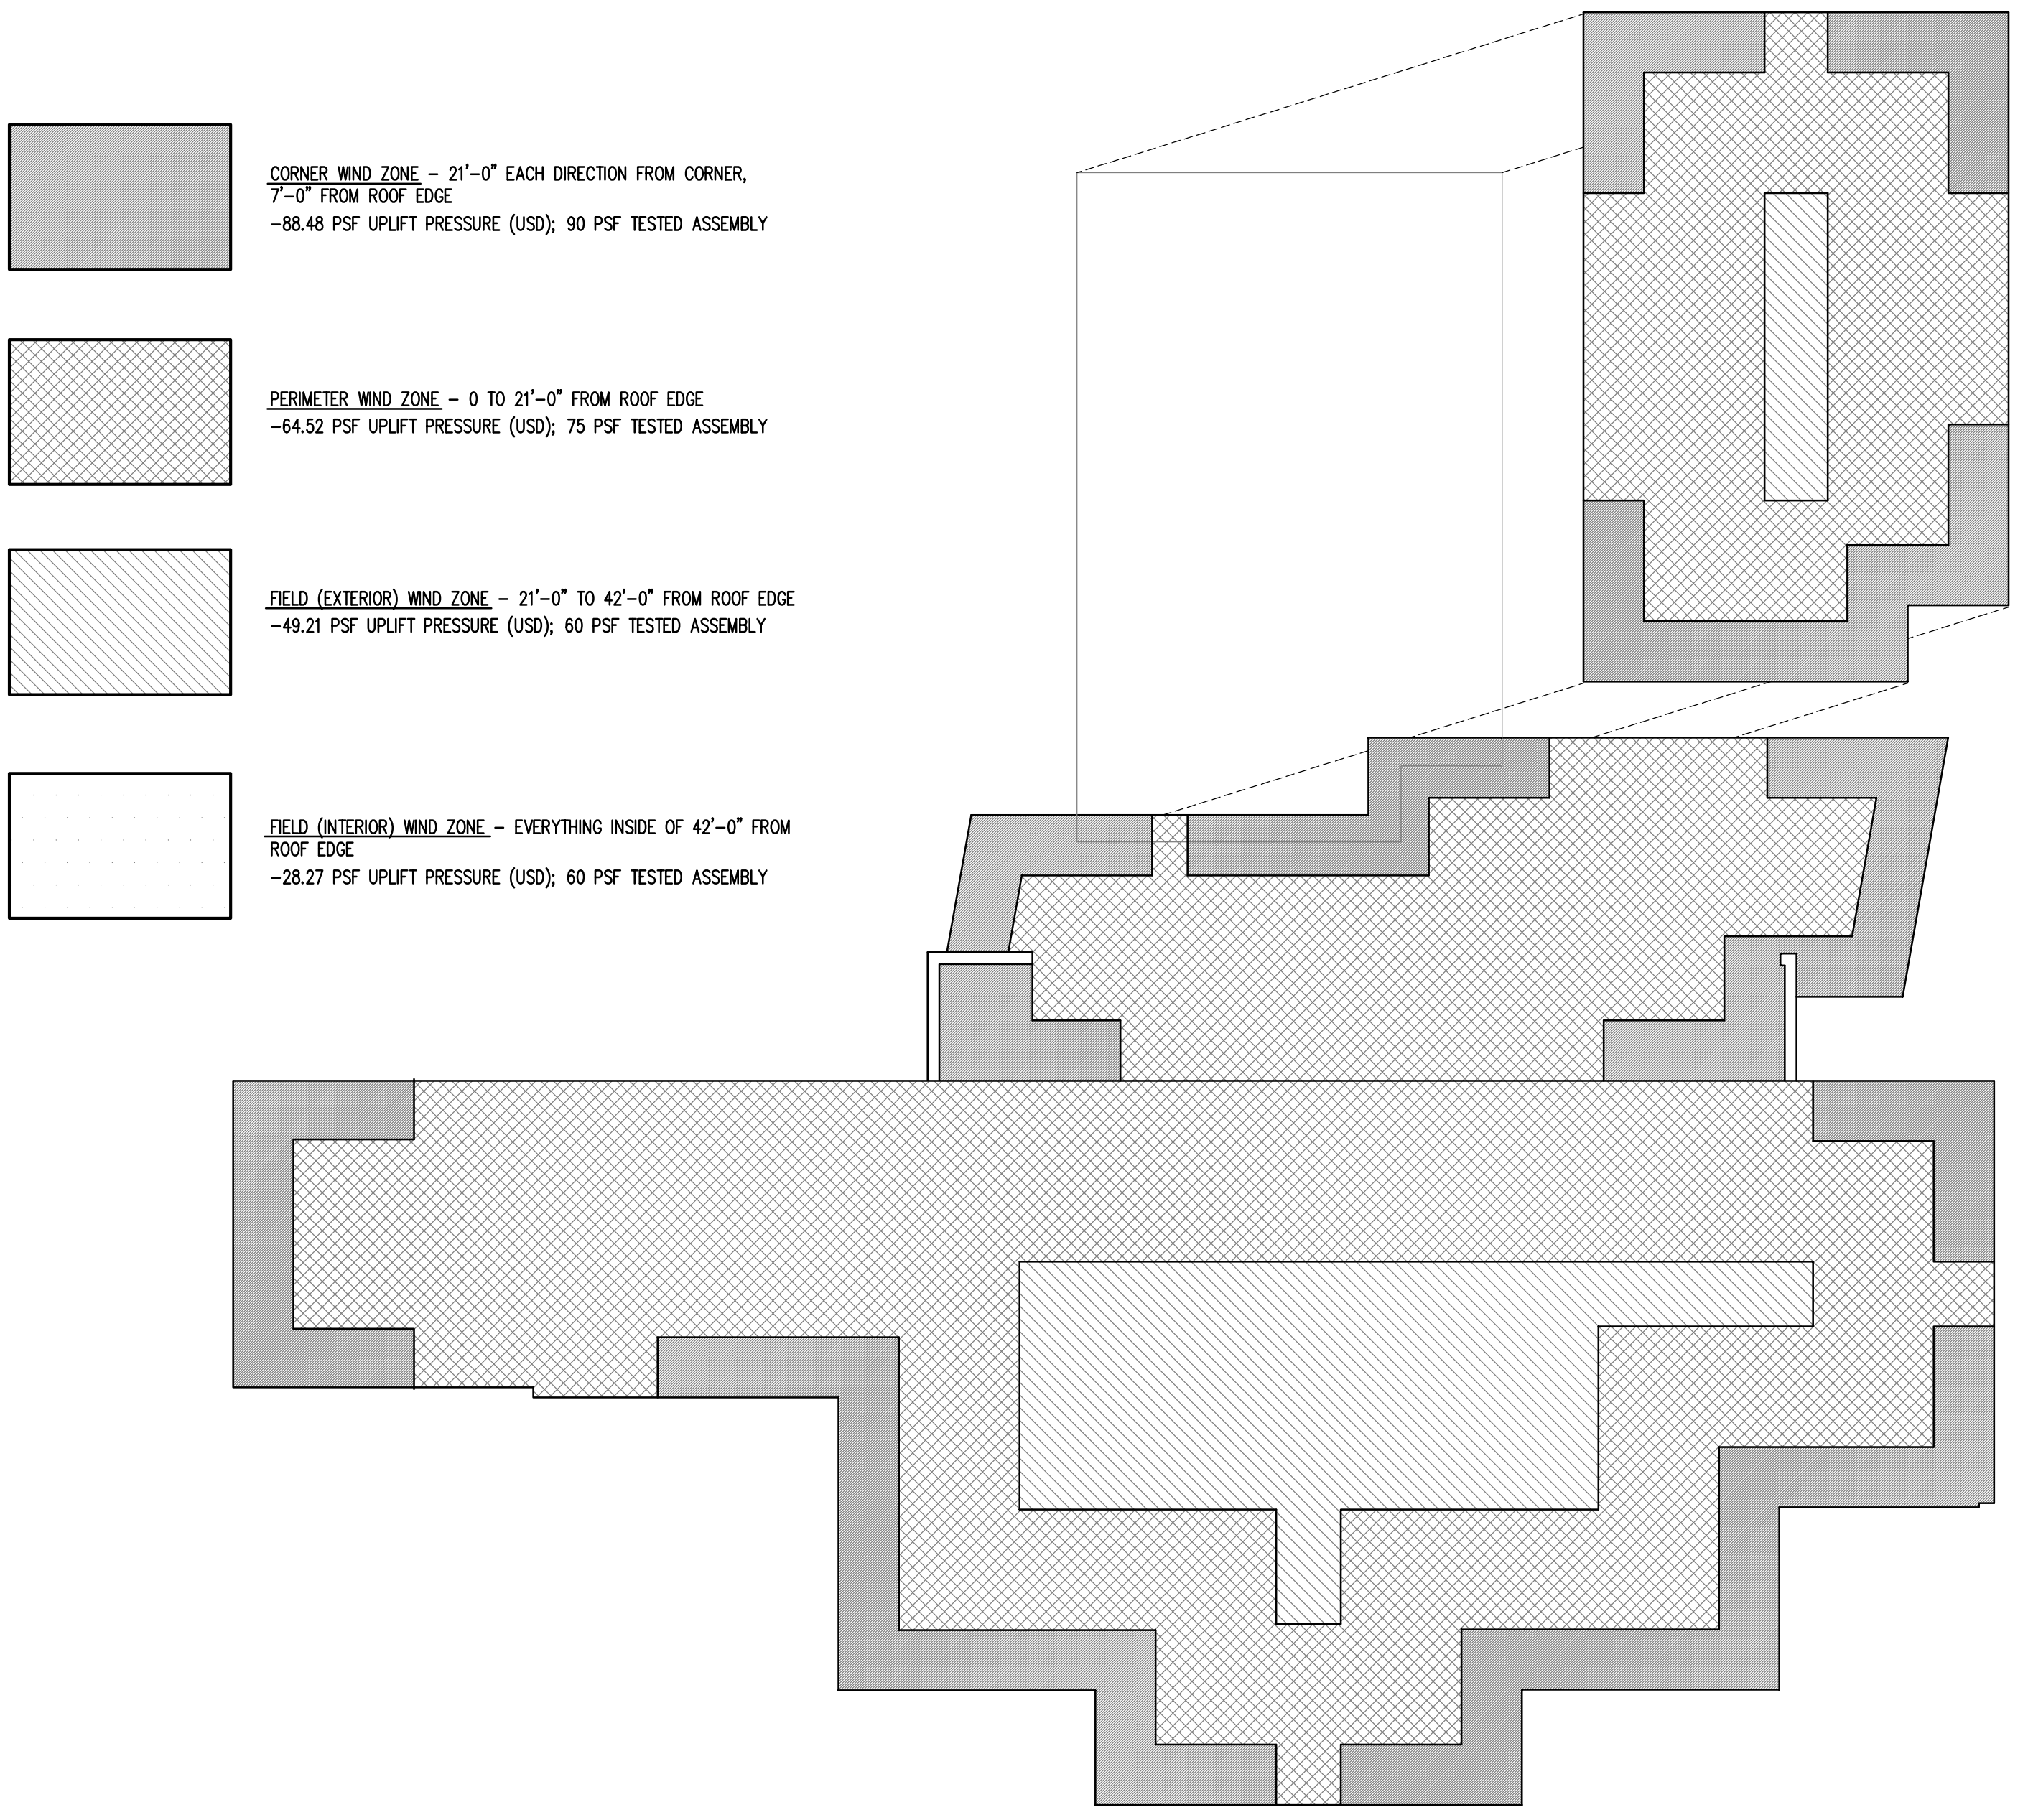 CORNER WIND ZONE – 21'–0" EACH DIRECTION FROM CORNER,
7'–0" FROM ROOF EDGE
–88.48 PSF UPLIFT PRESSURE (USD); 90 PSF TESTED ASSEMBLY
PERIMETER WIND ZONE – 0 TO 21'–0" FROM ROOF EDGE
–64.52 PSF UPLIFT PRESSURE (USD); 75 PSF TESTED ASSEMBLY
FIELD (EXTERIOR) WIND ZONE – 21'–0" TO 42'–0" FROM ROOF EDGE
–49.21 PSF UPLIFT PRESSURE (USD); 60 PSF TESTED ASSEMBLY
FIELD (INTERIOR) WIND ZONE – EVERYTHING INSIDE OF 42'–0" FROM
ROOF EDGE
–28.27 PSF UPLIFT PRESSURE (USD); 60 PSF TESTED ASSEMBLY